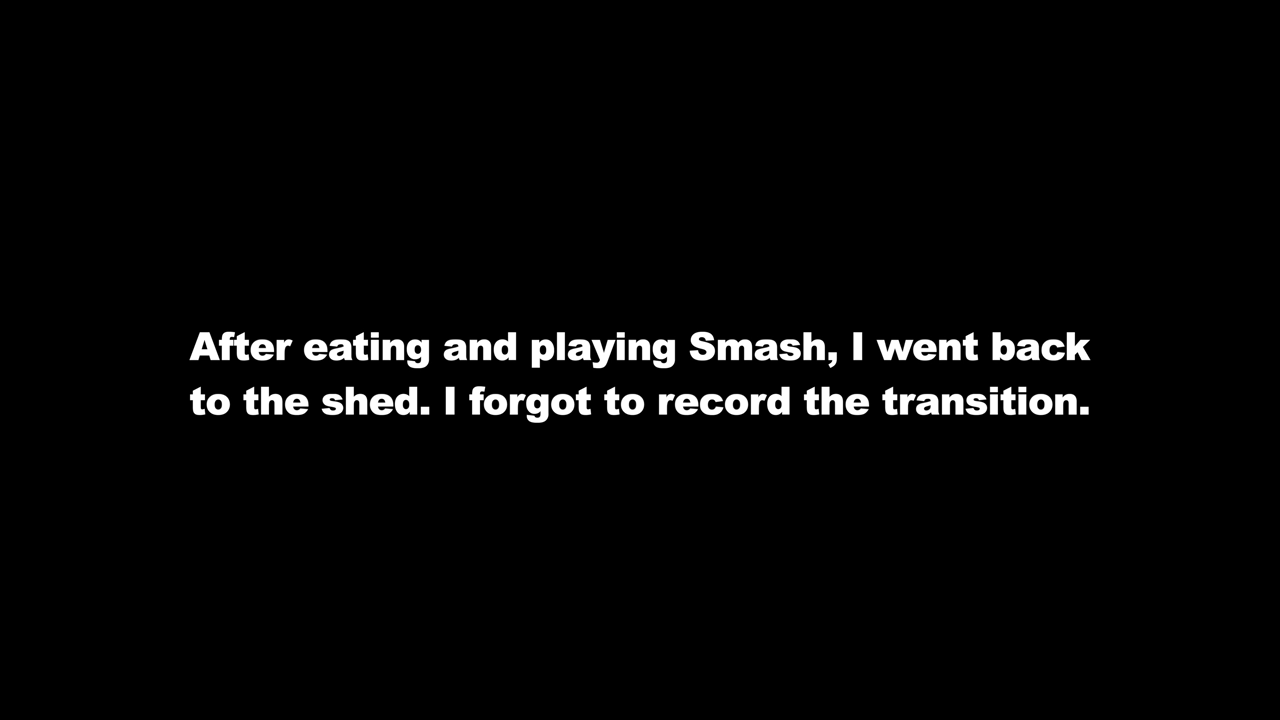 After eating and playing Smash, I went back
to the shed. I forgot to record the transition.